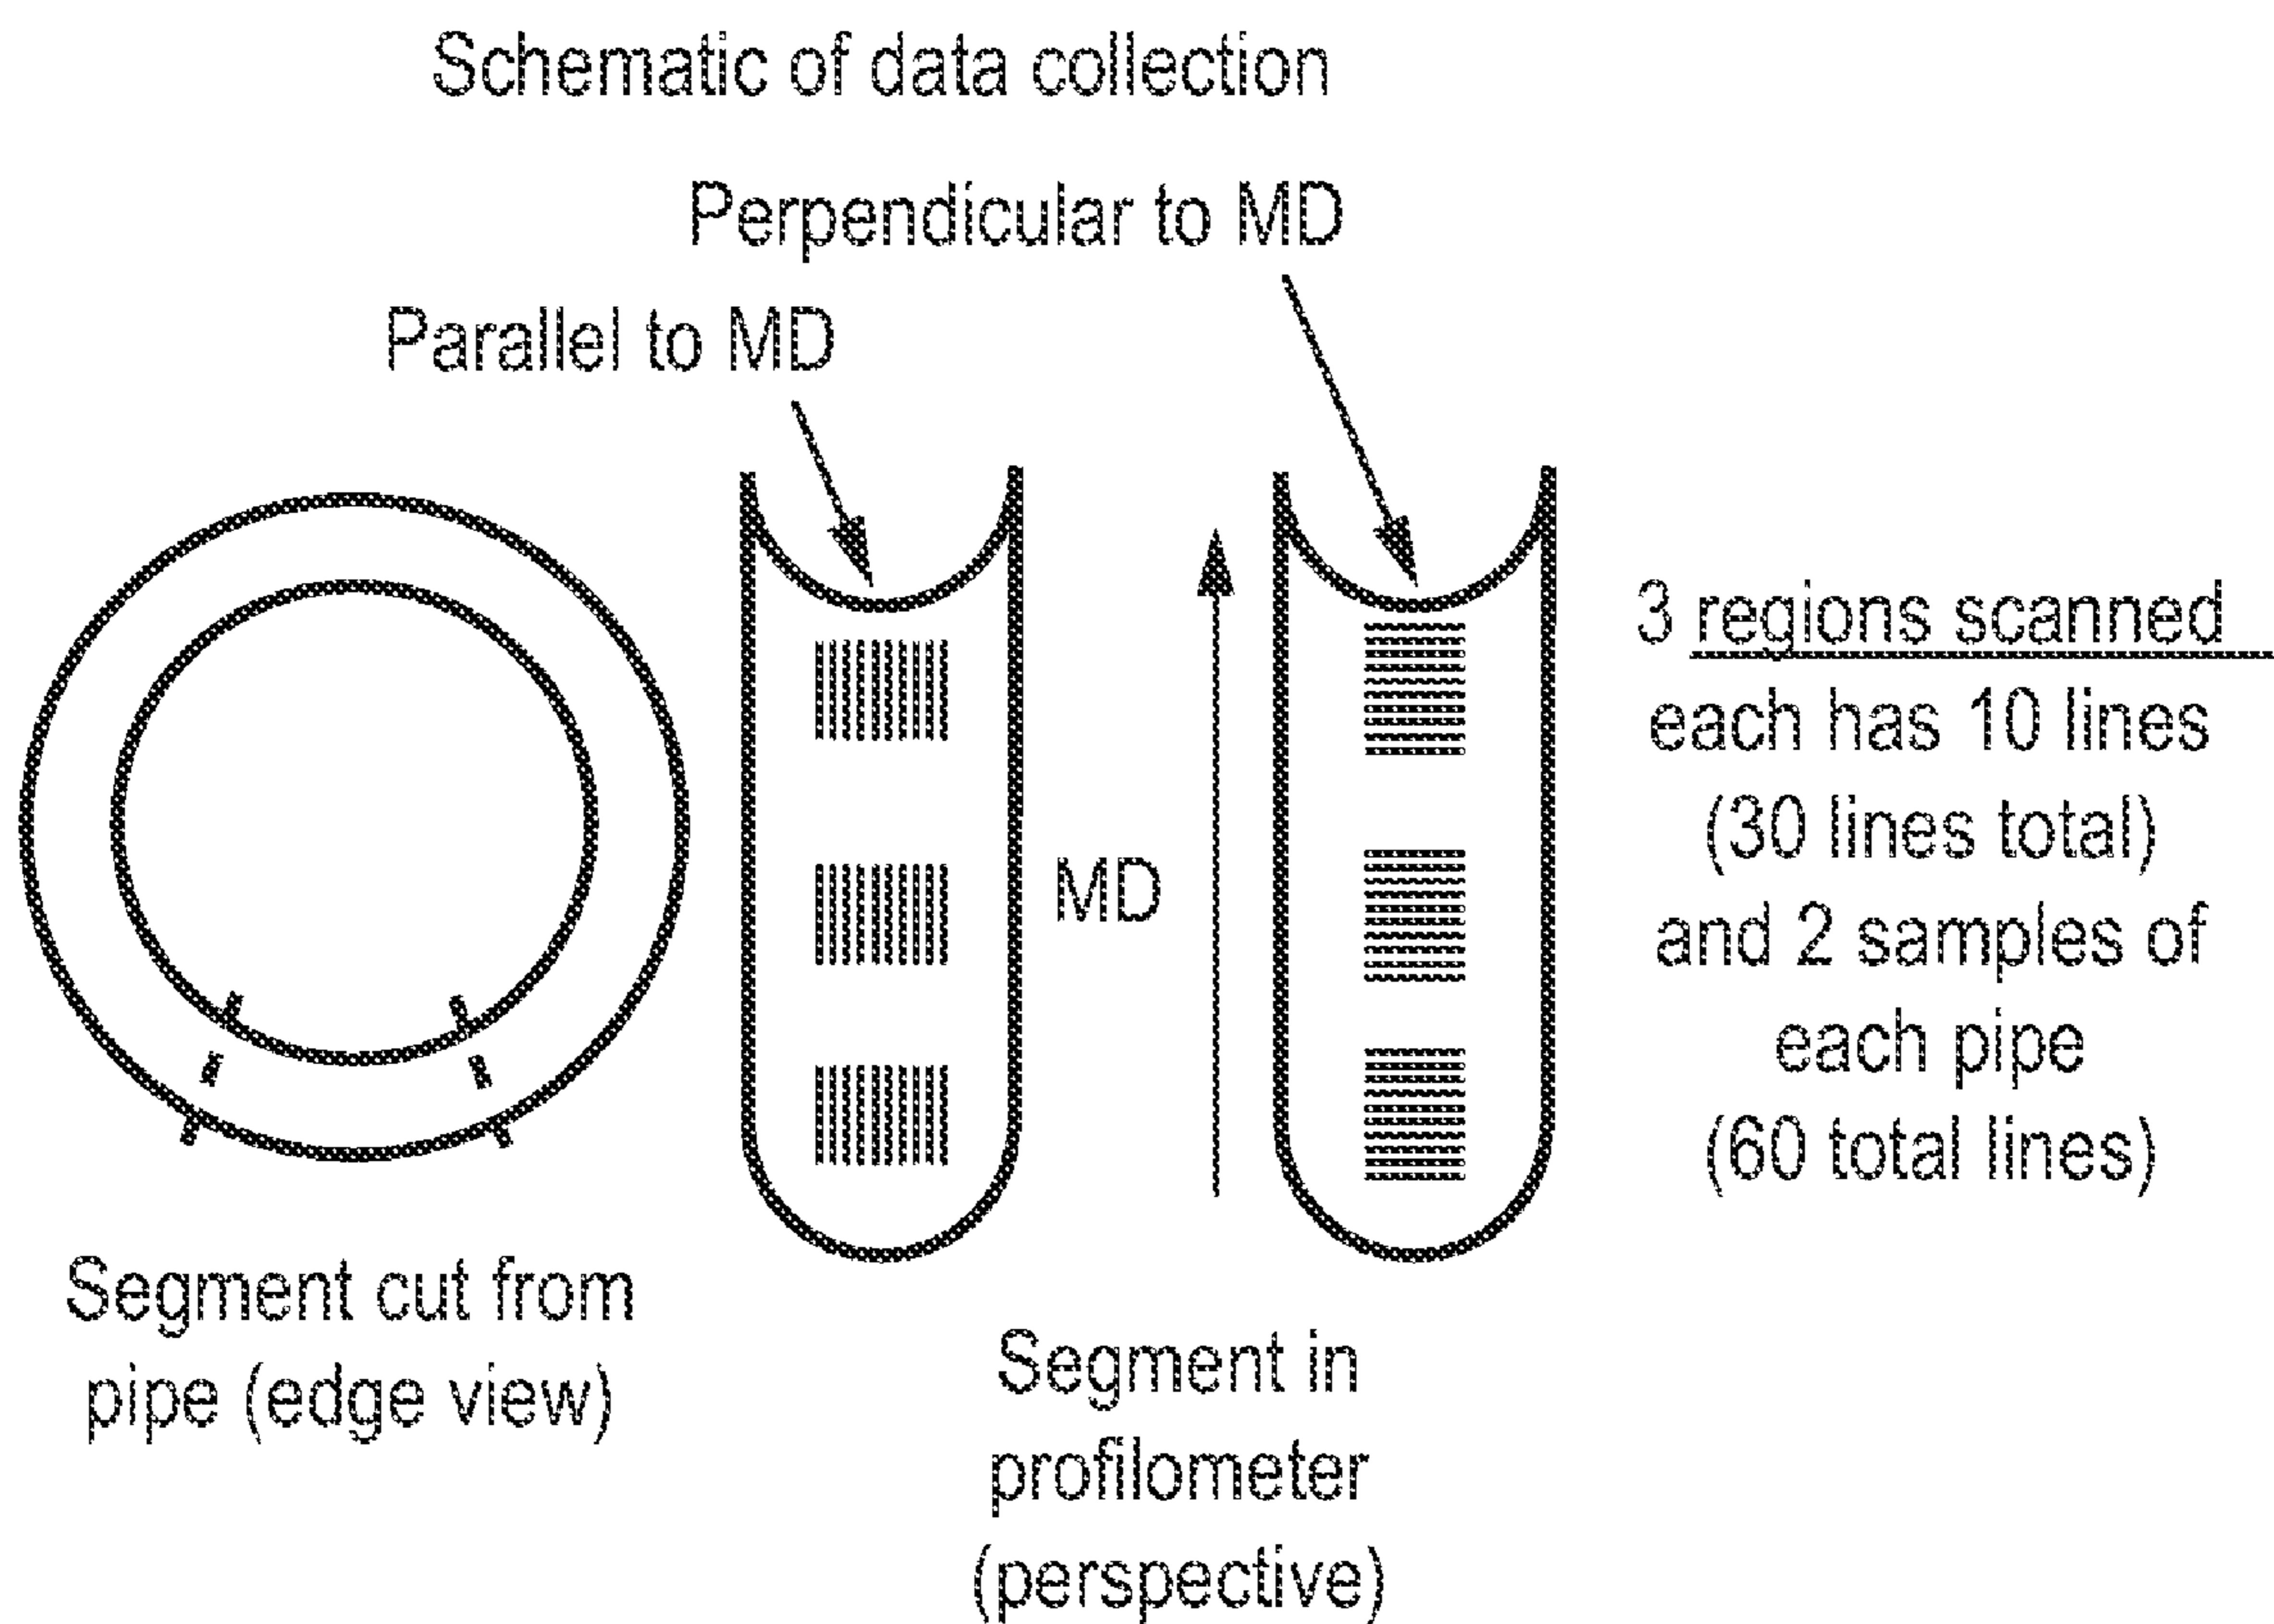 Schematic of data collection
Perpendicular to MD
Parallel to MD
MD
3 regions scanned
each has 10 lines
(30 lines total)
and 2 samples of
each pipe
(60 total lines)
Segment cut from
pipe (edge view)
Segment in
profilometer
(perspective)